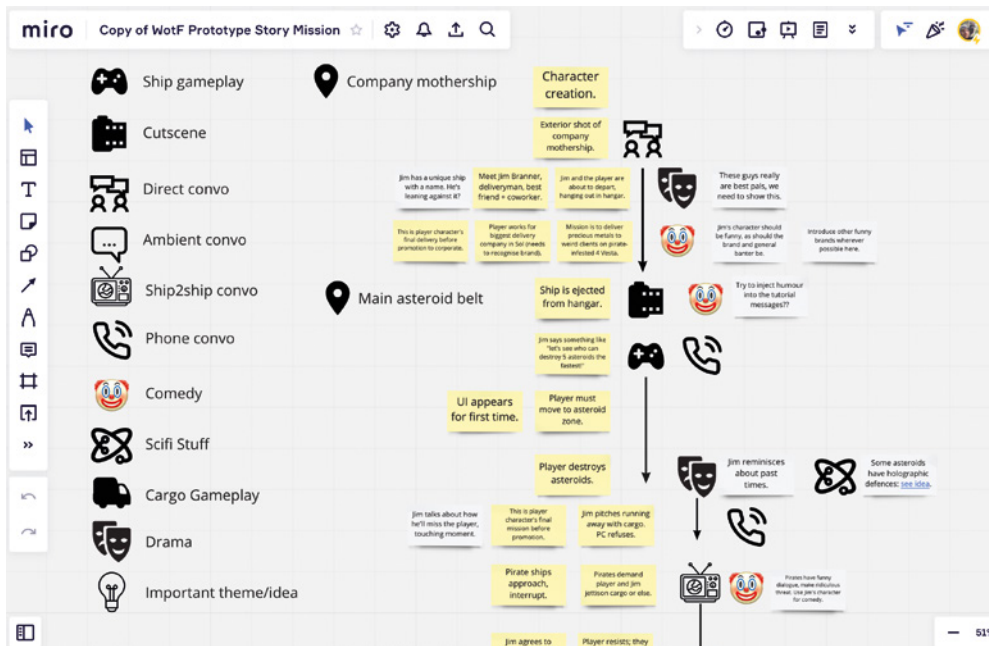 miro
Copy of WotF Prototype Story Mission
Ship gameplay
Cutscene
Direct convo
Ambient convo
Ship2ship convo
Phone convo
Comedy
Scifi Stuff
Cargo Gameplay
Drama
Important theme/idea
Company mothership
Character
creation.
Exterior shot of
company
mothership.
Jim has a unique ship
with a name. He's
leaning against it?
Meet Jim Branner,
deliveryman, best
friend + coworker.
Jim and the player are
about to depart,
hanging out in hangar.
These guys really
are best pals, we
need to show this.
This is player character's
final delivery before
promotion to corporate.
Player works for
biggest delivery
company in Sol (needs
to recognise brand).
Mission is to deliver
precious metals to
weird clients on pirate-
infested 4 Vesta.
Jim's character should
be funny, as should the
brand and general
banter be.
Introduce other funny
brands wherever
possible here.
Main asteroid belt
Ship is ejected
from hangar.
Try to inject humour
into the tutorial
messages??
Jim says something like
"let's see who can
destroy 5 asteroids the
fastest!"
UI appears
for first time.
Player must
move to asteroid
zone.
Player destroys
asteroids.
Jim reminisces
about past
times.
Some asteroids
have holographic
defences: see idea.
Jim talks about how
he'll miss the player,
touching moment.
This is player
character's final
mission before
promotion.
Jim pitches running
away with cargo.
PC refuses.
Pirate ships
approach,
interrupt.
Pirates demand
player and Jim
jettison cargo or else.
Pirates have funny
dialogue, make ridiculous
threat. Use Jim's character
for comedy.
Jim agrees to
Player resists; they
51%